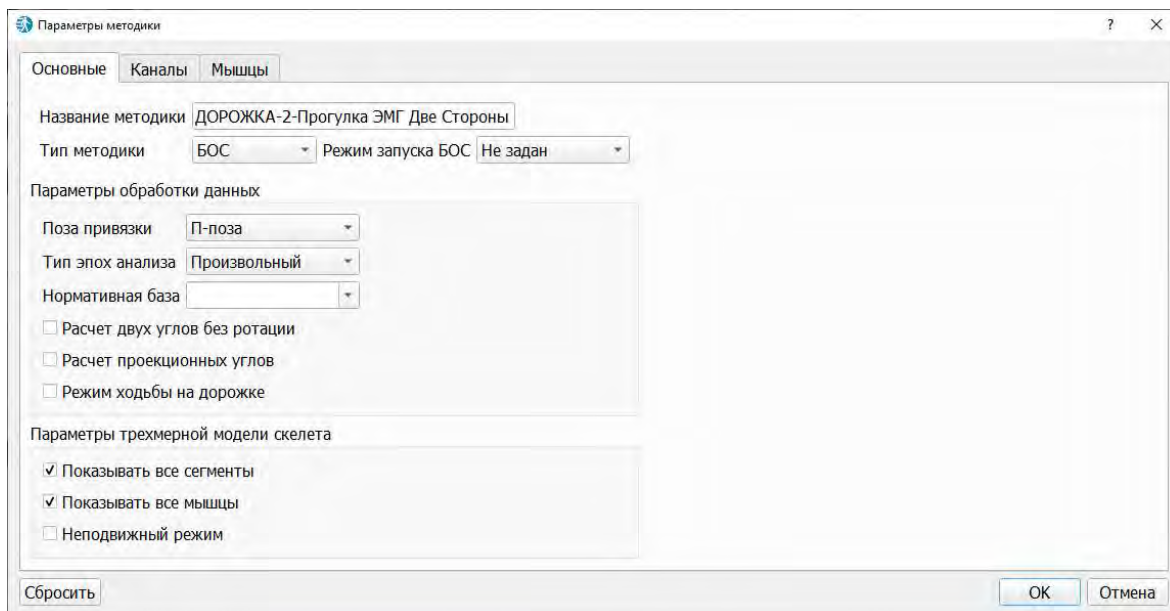 Параметры методики ? ×
Основные Каналы Мышцы
Название методики ДОРОЖКА-2-Прогулка ЭМГ Две Стороны
Тип методики БОС Режим запуска БОС Не задан
Параметры обработки данных
Поза привязки П-поза
Тип эпох анализа Произвольный
Нормативная база
Расчет двух углов без ротации
Расчет проекционных углов
Режим ходьбы на дорожке
Параметры трехмерной модели скелета
Показывать все сегменты
Показывать все мышцы
Неподвижный режим
Сбросить OK Отмена